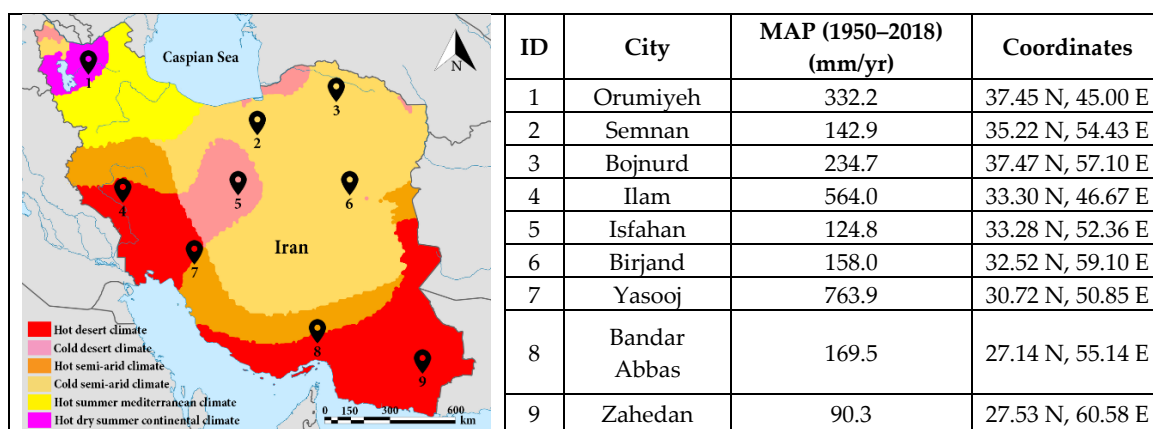 Caspian Sea
N
1
2
3
4
5
6
7
8
9
Iran
Hot desert climate
Cold desert climate
Hot semi-arid climate
Cold semi-arid climate
Hot summer mediterranean climate
Hot dry summer continental climate
0 150 300 600
km
ID City MAP (1950–2018) (mm/yr) Coordinates
1 Orumiyeh 332.2 37.45 N, 45.00 E
2 Semnan 142.9 35.22 N, 54.43 E
3 Bojnurd 234.7 37.47 N, 57.10 E
4 Ilam 564.0 33.30 N, 46.67 E
5 Isfahan 124.8 33.28 N, 52.36 E
6 Birjand 158.0 32.52 N, 59.10 E
7 Yasooj 763.9 30.72 N, 50.85 E
8 Bandar Abbas 169.5 27.14 N, 55.14 E
9 Zahedan 90.3 27.53 N, 60.58 E